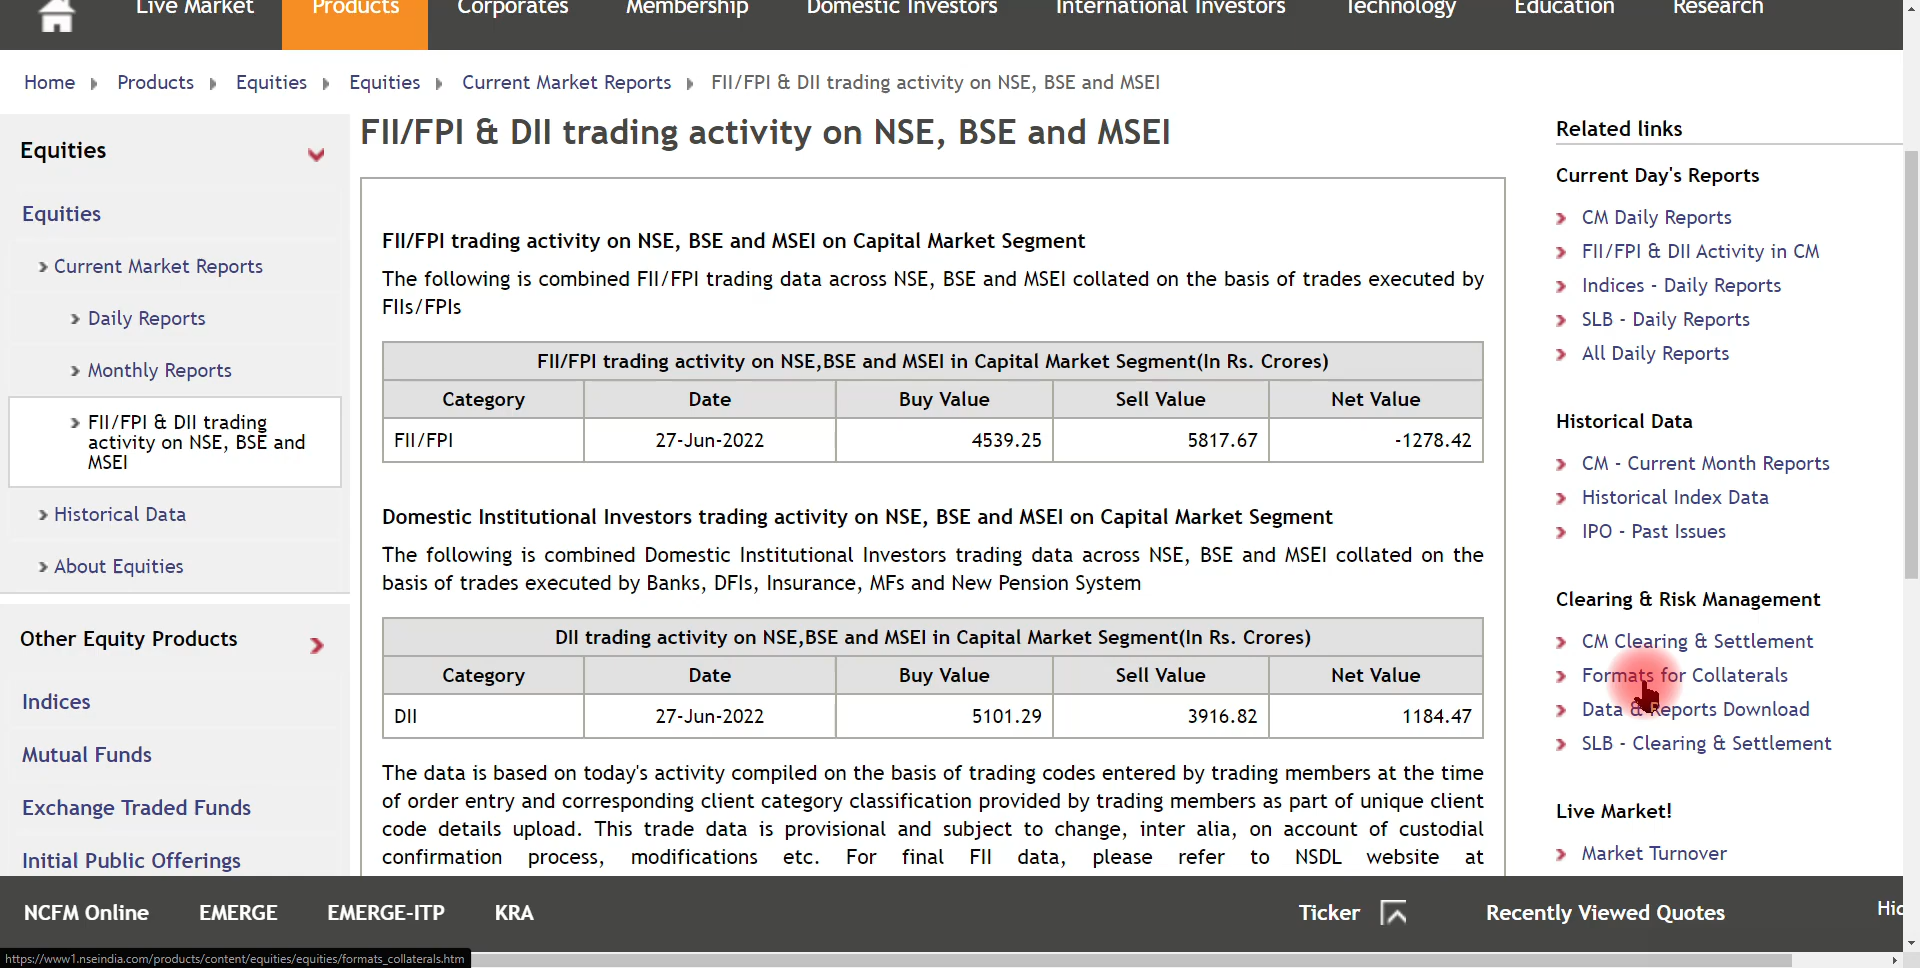 Live Market
Products
Corporates
Membership
Domestic Investors
International Investors
Technology
Education
Research
Home
Products
Equities
Equities
Current Market Reports
FII/FPI & DII trading activity on NSE, BSE and MSEI
Equities
Equities
Current Market Reports
Daily Reports
Monthly Reports
FII/FPI & DII trading
activity on NSE, BSE and
MSEI
Historical Data
About Equities
Other Equity Products
Indices
Mutual Funds
Exchange Traded Funds
Initial Public Offerings
FII/FPI & DII trading activity on NSE, BSE and MSEI
FII/FPI trading activity on NSE, BSE and MSEI on Capital Market Segment
The following is combined FII/FPI trading data across NSE, BSE and MSEI collated on the basis of trades executed by
FIIs/FPIs
FII/FPI trading activity on NSE,BSE and MSEI in Capital Market Segment(In Rs. Crores)
Category Date Buy Value Sell Value Net Value
FII/FPI 27-Jun-2022 4539.25 5817.67 -1278.42
Domestic Institutional Investors trading activity on NSE, BSE and MSEI on Capital Market Segment
The following is combined Domestic Institutional Investors trading data across NSE, BSE and MSEI collated on the
basis of trades executed by Banks, DFIs, Insurance, MFs and New Pension System
DII trading activity on NSE,BSE and MSEI in Capital Market Segment(In Rs. Crores)
Category Date Buy Value Sell Value Net Value
DII 27-Jun-2022 5101.29 3916.82 1184.47
The data is based on today's activity compiled on the basis of trading codes entered by trading members at the time
of order entry and corresponding client category classification provided by trading members as part of unique client
code details upload. This trade data is provisional and subject to change, inter alia, on account of custodial
confirmation process, modifications etc. For final FII data, please refer to NSDL website at
Related links
Current Day's Reports
CM Daily Reports
FII/FPI & DII Activity in CM
Indices - Daily Reports
SLB - Daily Reports
All Daily Reports
Historical Data
CM - Current Month Reports
Historical Index Data
IPO - Past Issues
Clearing & Risk Management
CM Clearing & Settlement
Formats for Collaterals
Data & Reports Download
SLB - Clearing & Settlement
Live Market!
Market Turnover
NCFM Online
EMERGE
EMERGE-ITP
KRA
Ticker
Recently Viewed Quotes
https://www1.nseindia.com/products/content/equities/equities/formats_collaterals.htm